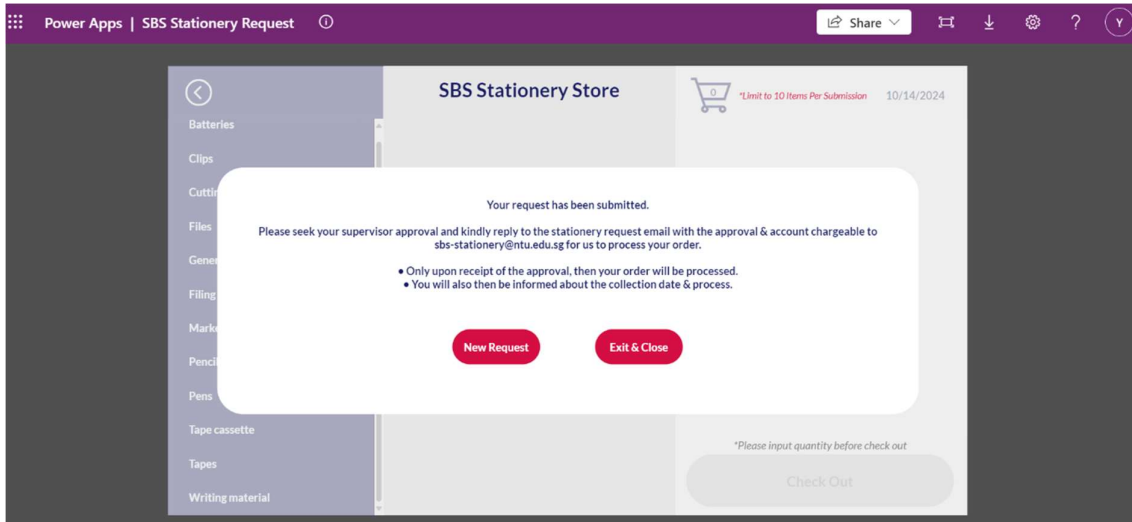 Power Apps | SBS Stationery Request
Share
?
Y
SBS Stationery Store
0
*Limit to 10 Items Per Submission
10/14/2024
Batteries
Clips
Files
Filing
Pens
Tape cassette
Tapes
Writing material
Your request has been submitted.
Please seek your supervisor approval and kindly reply to the stationery request email with the approval & account chargeable to
sbs-stationery@ntu.edu.sg for us to process your order.
• Only upon receipt of the approval, then your order will be processed.
• You will also then be informed about the collection date & process.
New Request
Exit & Close
*Please input quantity before check out
Check Out